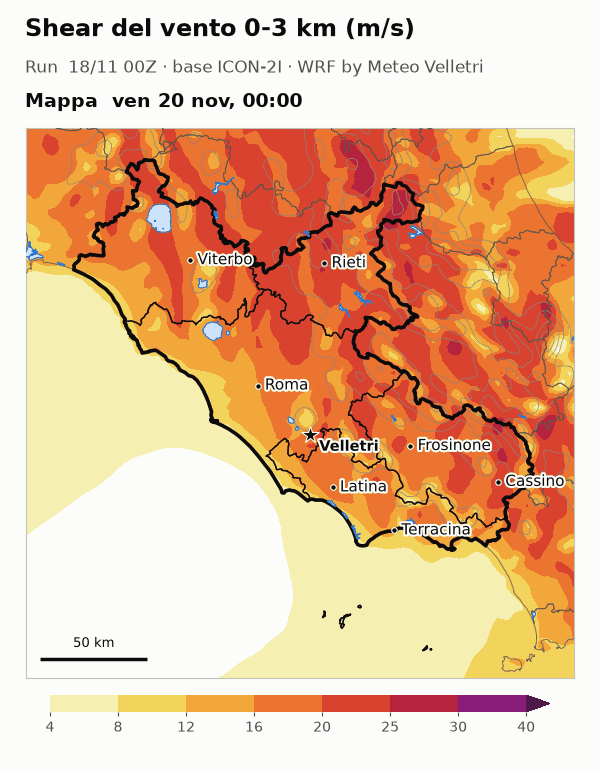 Shear del vento 0-3 km (m/s)
Run  18/11 00Z · base ICON-2I · WRF by Meteo Velletri
Mappa  ven 20 nov, 00:00
Viterbo
Rieti
Roma
Velletri
Frosinone
Cassino
Latina
Terracina
50 km
4 8 12 16 20 25 30 40